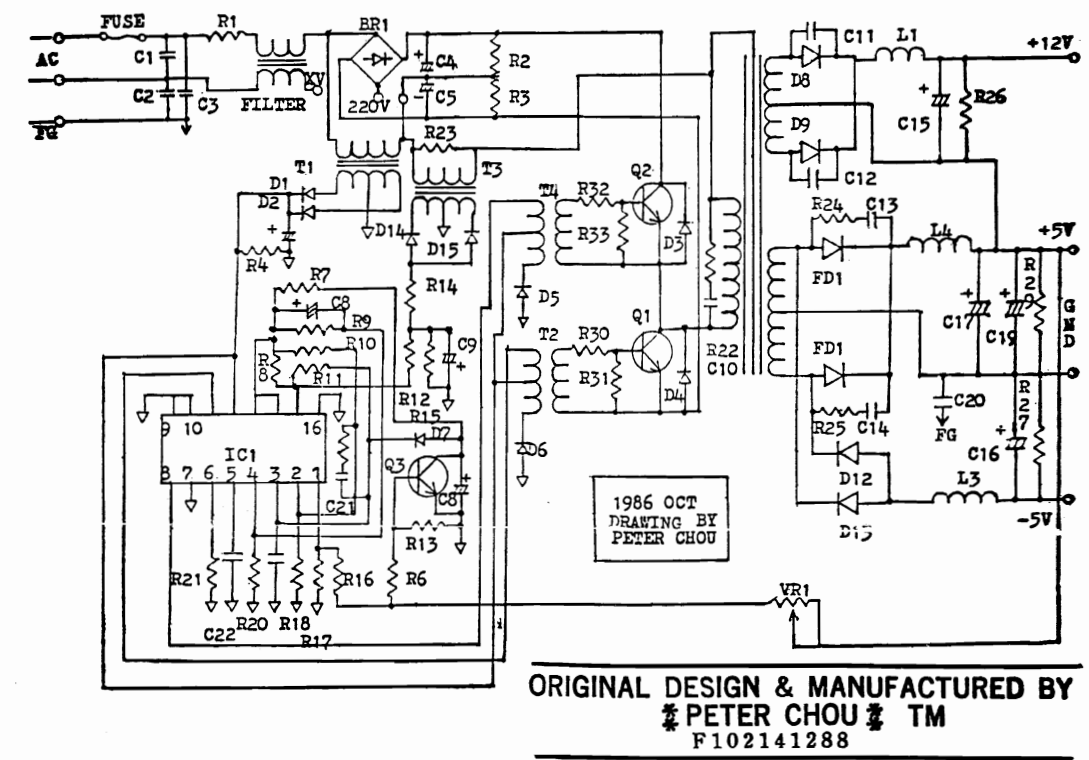 FUSE
R1
BR1
C11
L1
+12V
AC
C1
C4
R2
D8
C2
C3
FILTER
220V
C5
R3
C15
R26
FG
R23
D9
C12
T1
T3
Q2
D1
D2
T4
R32
R24
C13
L4
+5V
D14
D15
R33
D3
R4
R7
R14
D5
FD1
C8
R9
R10
C9
T2
Q1
R30
R22
C10
C17
C19
R29
GND
R8
R11
R12
R15
R31
D4
FD1
R27
D7
R25
C14
C20
FG
C16
9 10 16
IC1
Q3
D6
D12
L3
8 7 6 5 4 3 2 1
C21
C8
D13
-5V
R13
1986 OCT
DRAWING BY
PETER CHOU
R21
R16
R6
VR1
C22
R20
R18
R17
ORIGINAL DESIGN & MANUFACTURED BY
* PETER CHOU * TM
F102141288